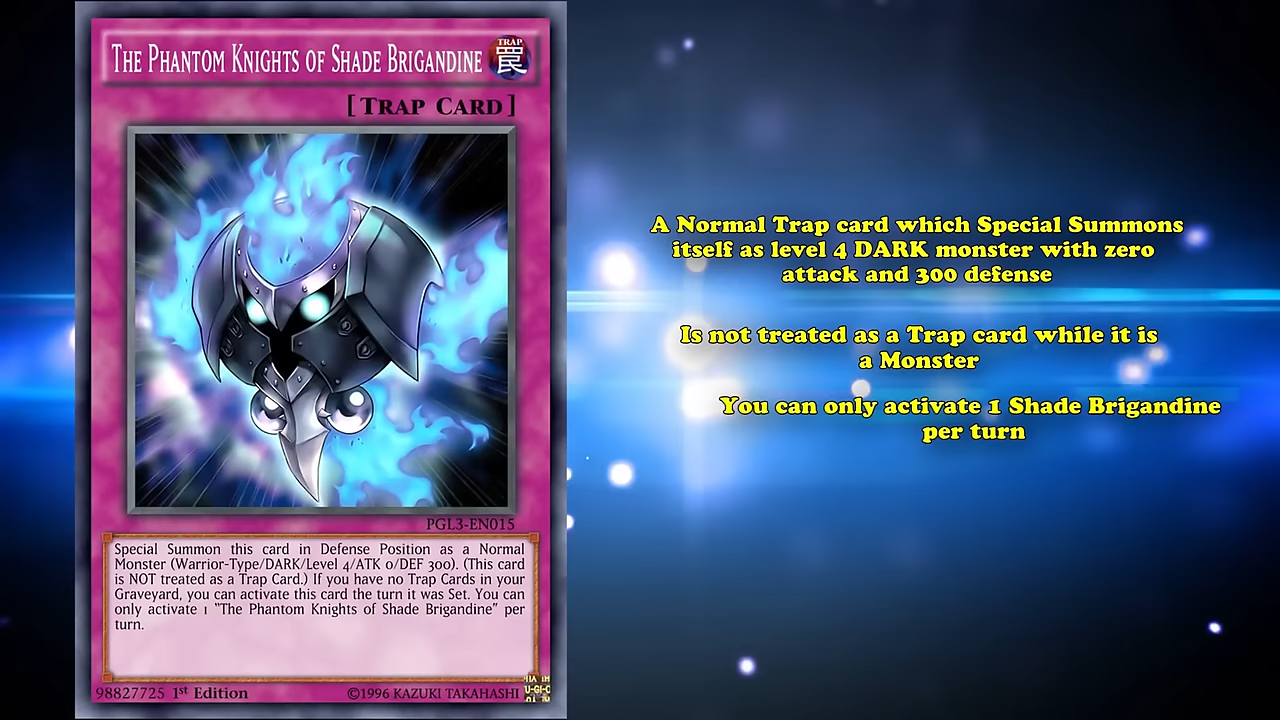 The Phantom Knights of Shade Brigandine
TRAP
罠
[Trap Card]
PGL3-EN015
Special Summon this card in Defense Position as a Normal
Monster (Warrior-Type/DARK/Level 4/ATK 0/DEF 300). (This card
is NOT treated as a Trap Card.) If you have no Trap Cards in your
Graveyard, you can activate this card the turn it was Set. You can
only activate 1 "The Phantom Knights of Shade Brigandine" per
turn.
98827725 1st Edition
©1996 KAZUKI TAKAHASHI
A Normal Trap card which Special Summons
itself as level 4 DARK monster with zero
attack and 300 defense
Is not treated as a Trap card while it is
a Monster
You can only activate 1 Shade Brigandine
per turn